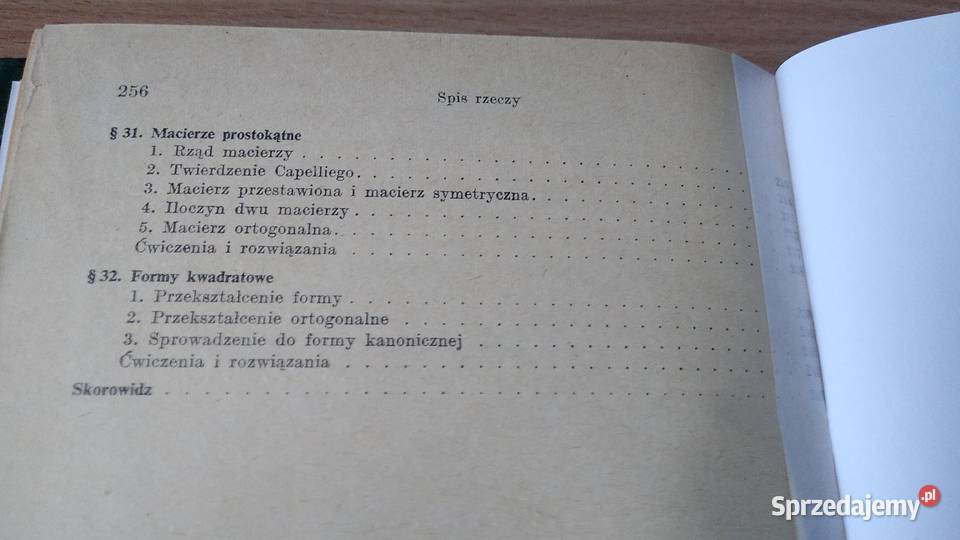 256 Spis rzeczy
§ 31. Macierze prostokątne
1. Rząd macierzy . . . . . . . . . . . . . . . . . . . .
2. Twierdzenie Capelliego. . . . . . . . . . . . . . . . .
3. Macierz przestawiona i macierz symetryczna. . . . . . . . .
4. Iloczyn dwu macierzy . . . . . . . . . . . . . . . . .
5. Macierz ortogonalna. . . . . . . . . . . . . . . . . .
Ćwiczenia i rozwiązania . . . . . . . . . . . . . . . . .
§ 32. Formy kwadratowe
1. Przekształcenie formy . . . . . . . . . . . . . . . . .
2. Przekształcenie ortogonalne . . . . . . . . . . . . . .
3. Sprowadzenie do formy kanonicznej . . . . . . . . . . .
Ćwiczenia i rozwiązania . . . . . . . . . . . . . . . . .
Skorowidz . . . . . . . . . . . . . . . . . . . . . . .
Sprzedajemy.pl